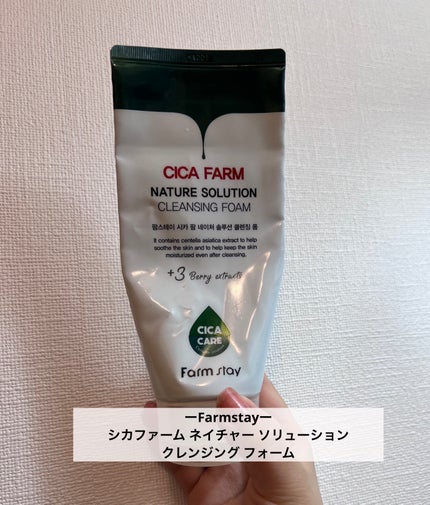 CICA FARM
NATURE SOLUTION
CLEANSING FOAM
팜스테이 시카 팜 네이처 솔루션 클렌징 폼
It contains centella asiatica extract to help
soothe the skin and to help keep the skin
moisturized even after cleansing.
+3 Berry extracts
CICA
CARE
Farm stay
ーFarmstayー
シカファーム ネイチャー ソリューション
クレンジング フォーム